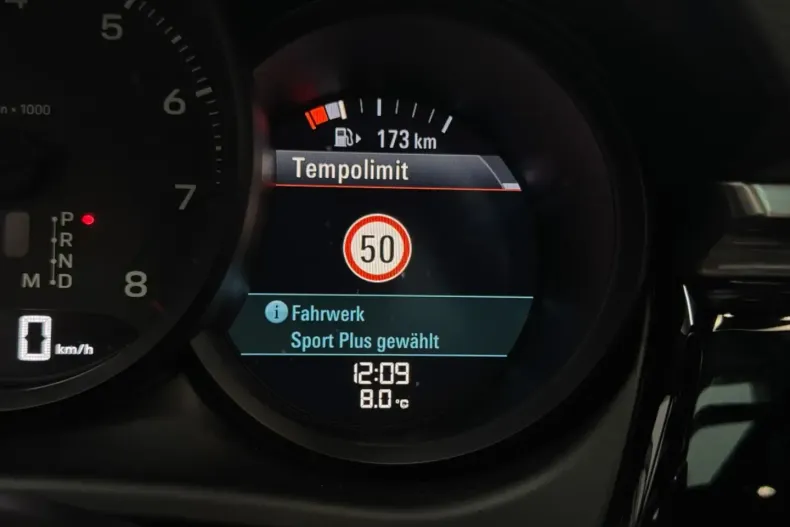 5
6
7
8
n • 1000
P
R
N
M D
0 km/h
173 km
Tempolimit
50
i Fahrwerk
Sport Plus gewählt
12:09
8.0 °C